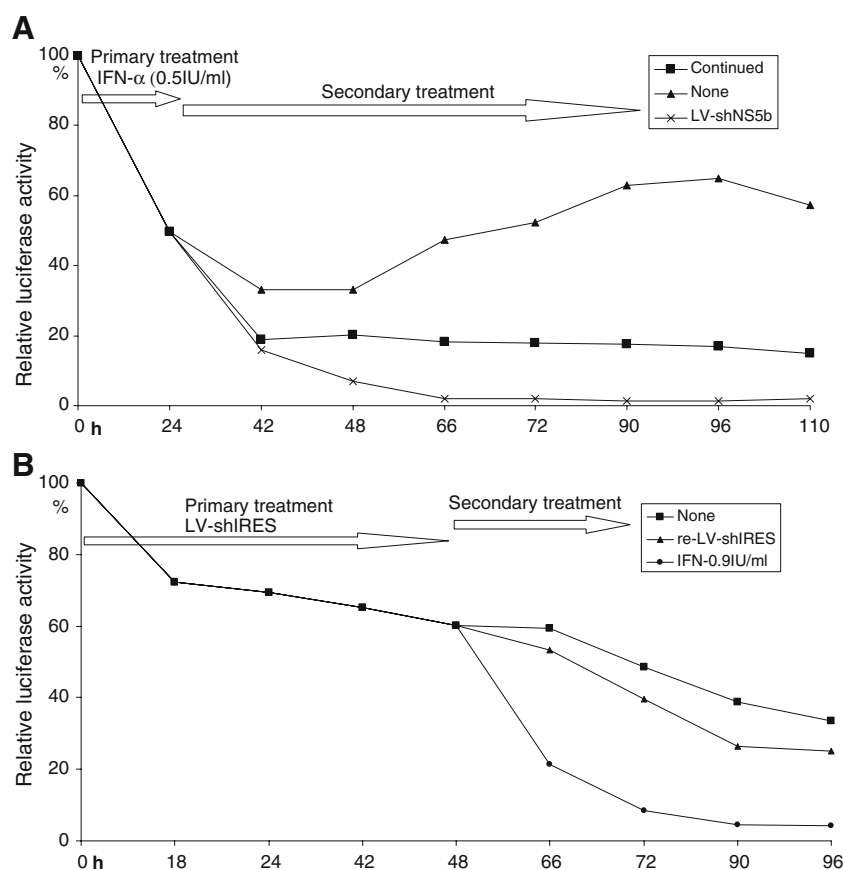 A
100
%
80
60
40
20
0
Relative luciferase activity
Primary treatment
IFN-α (0.5IU/ml)
Secondary treatment
Continued
None
LV-shNS5b
0 h 24 42 48 66 72 90 96 110
B
100
%
80
60
40
20
0
Relative luciferase activity
Primary treatment
LV-shIRES
Secondary treatment
None
re-LV-shIRES
IFN-0.9IU/ml
0 h 18 24 42 48 66 72 90 96